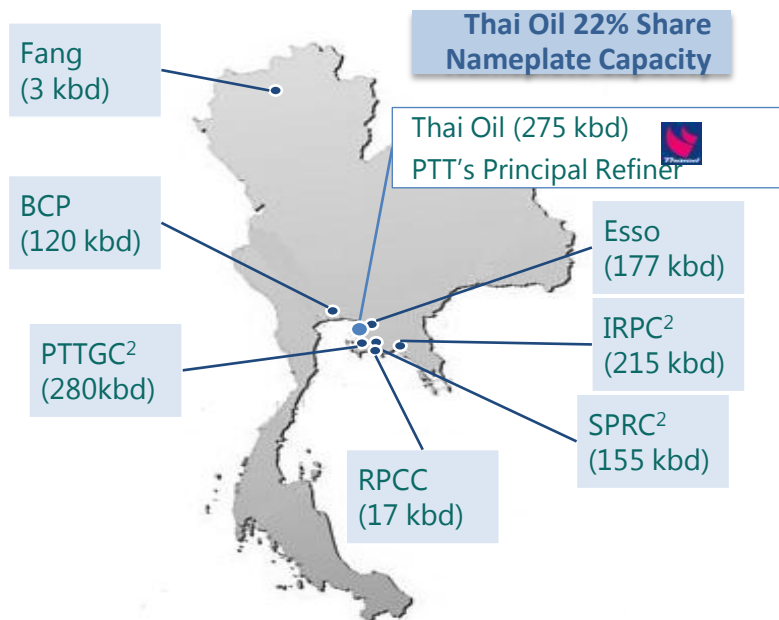 Thai Oil 22% Share
Nameplate Capacity
Fang
(3 kbd)
Thai Oil (275 kbd)
PTT's Principal Refiner
BCP
(120 kbd)
Esso
(177 kbd)
PTTGC²
(280kbd)
IRPC²
(215 kbd)
SPRC²
(155 kbd)
RPCC
(17 kbd)